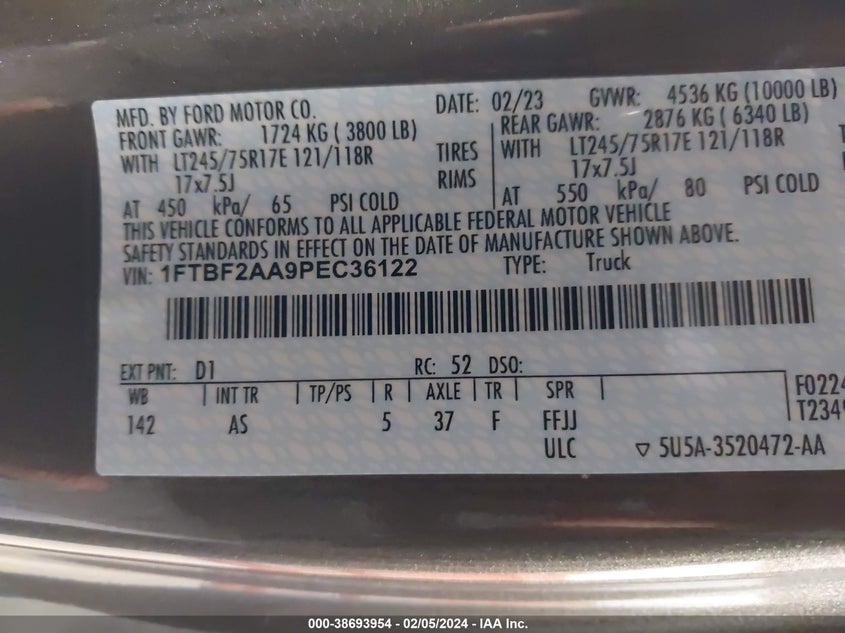 MFD. BY FORD MOTOR CO. DATE: 02/23 GVWR: 4536 KG (10000 LB)
FRONT GAWR: 1724 KG ( 3800 LB) REAR GAWR: 2876 KG ( 6340 LB)
WITH LT245/75R17E 121/118R TIRES WITH LT245/75R17E 121/118R
17x7.5J RIMS 17x7.5J
AT 450 kPa/ 65 PSI COLD AT 550 kPa/ 80 PSI COLD
THIS VEHICLE CONFORMS TO ALL APPLICABLE FEDERAL MOTOR VEHICLE
SAFETY STANDARDS IN EFFECT ON THE DATE OF MANUFACTURE SHOWN ABOVE.
VIN: 1FTBF2AA9PEC36122 TYPE: Truck
EXT PNT: D1 RC: 52 DSO:
WB INT TR TP/PS R AXLE TR SPR F0224
142 AS 5 37 F FFJJ T234
ULC 5U5A-3520472-AA
000-38693954 - 02/05/2024 - IAA Inc.